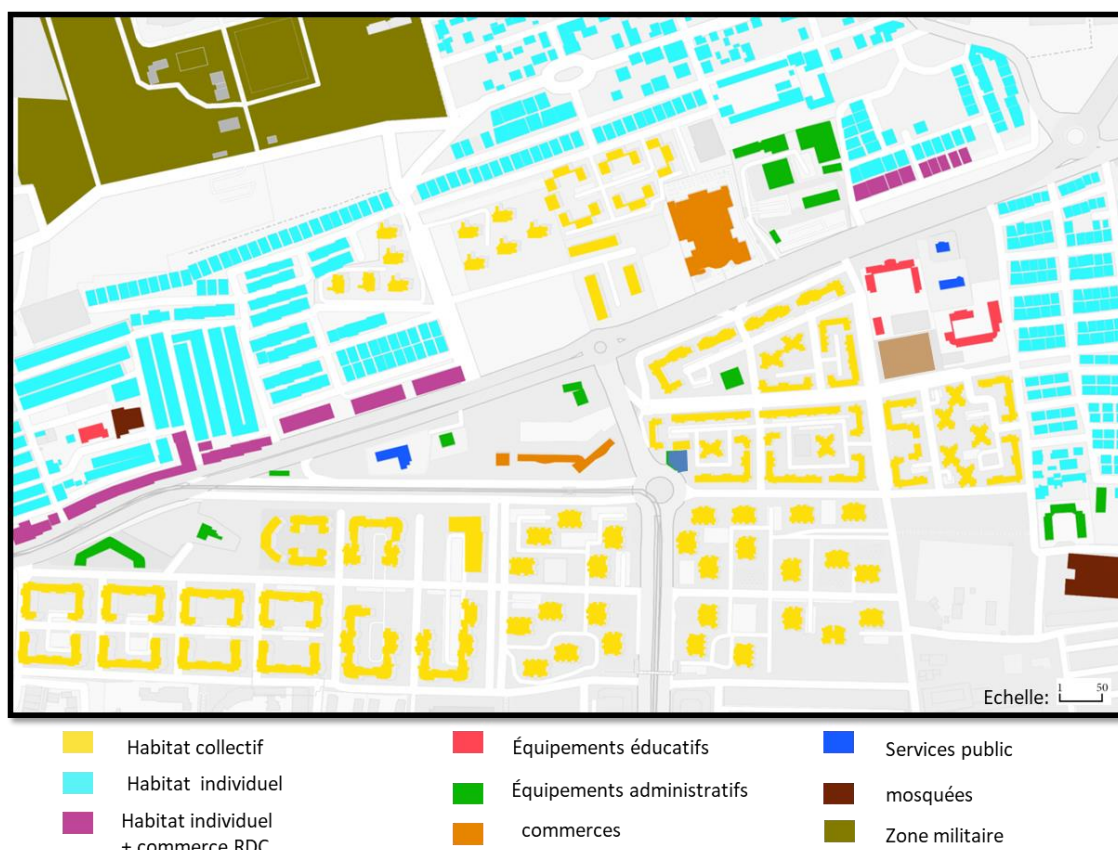 Echelle: 1 50
Habitat collectif
Habitat individuel
Habitat individuel
+ commerce RDC
Équipements éducatifs
Équipements administratifs
commerces
Services public
mosquées
Zone militaire